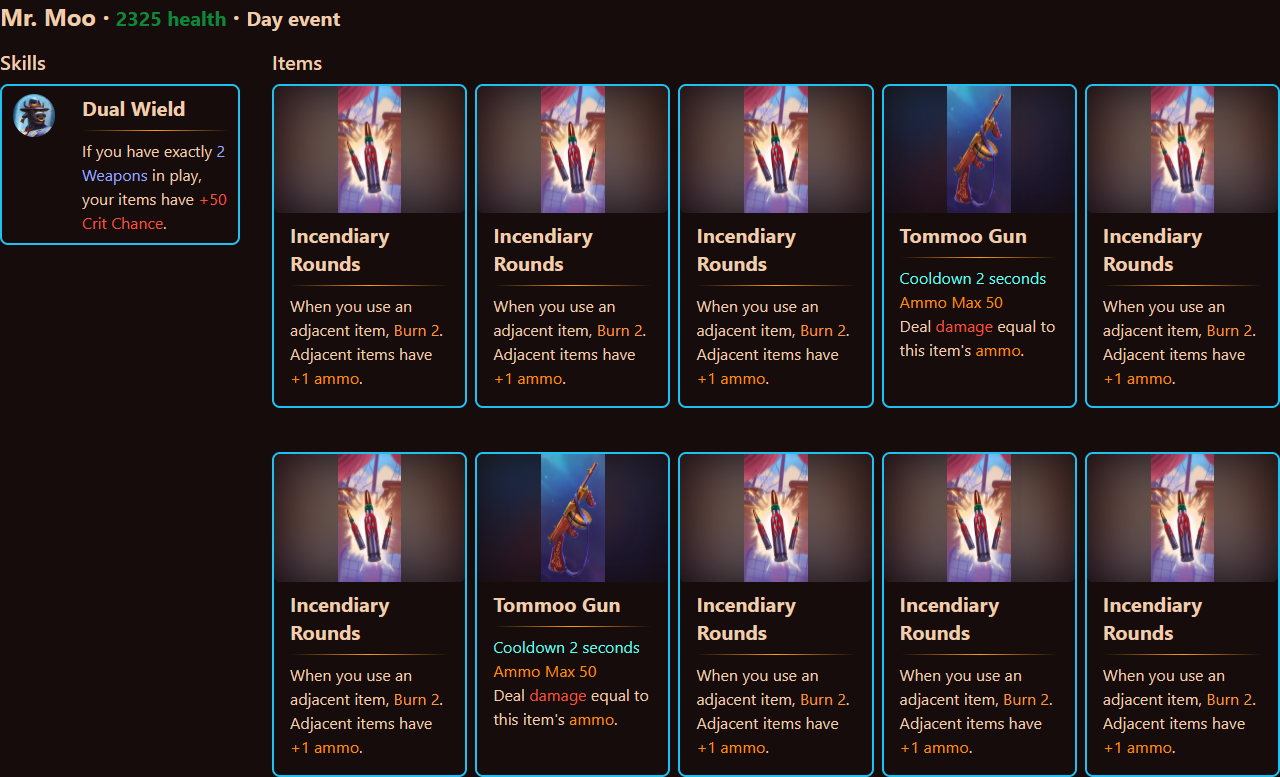 Mr. Moo · 2325 health · Day event
Skills
Items
Dual Wield
If you have exactly 2
Weapons in play,
your items have +50
Crit Chance.
Incendiary
Rounds
When you use an
adjacent item, Burn 2.
Adjacent items have
+1 ammo.
Incendiary
Rounds
When you use an
adjacent item, Burn 2.
Adjacent items have
+1 ammo.
Incendiary
Rounds
When you use an
adjacent item, Burn 2.
Adjacent items have
+1 ammo.
Tommoo Gun
Cooldown 2 seconds
Ammo Max 50
Deal damage equal to
this item's ammo.
Incendiary
Rounds
When you use an
adjacent item, Burn 2.
Adjacent items have
+1 ammo.
Incendiary
Rounds
When you use an
adjacent item, Burn 2.
Adjacent items have
+1 ammo.
Tommoo Gun
Cooldown 2 seconds
Ammo Max 50
Deal damage equal to
this item's ammo.
Incendiary
Rounds
When you use an
adjacent item, Burn 2.
Adjacent items have
+1 ammo.
Incendiary
Rounds
When you use an
adjacent item, Burn 2.
Adjacent items have
+1 ammo.
Incendiary
Rounds
When you use an
adjacent item, Burn 2.
Adjacent items have
+1 ammo.